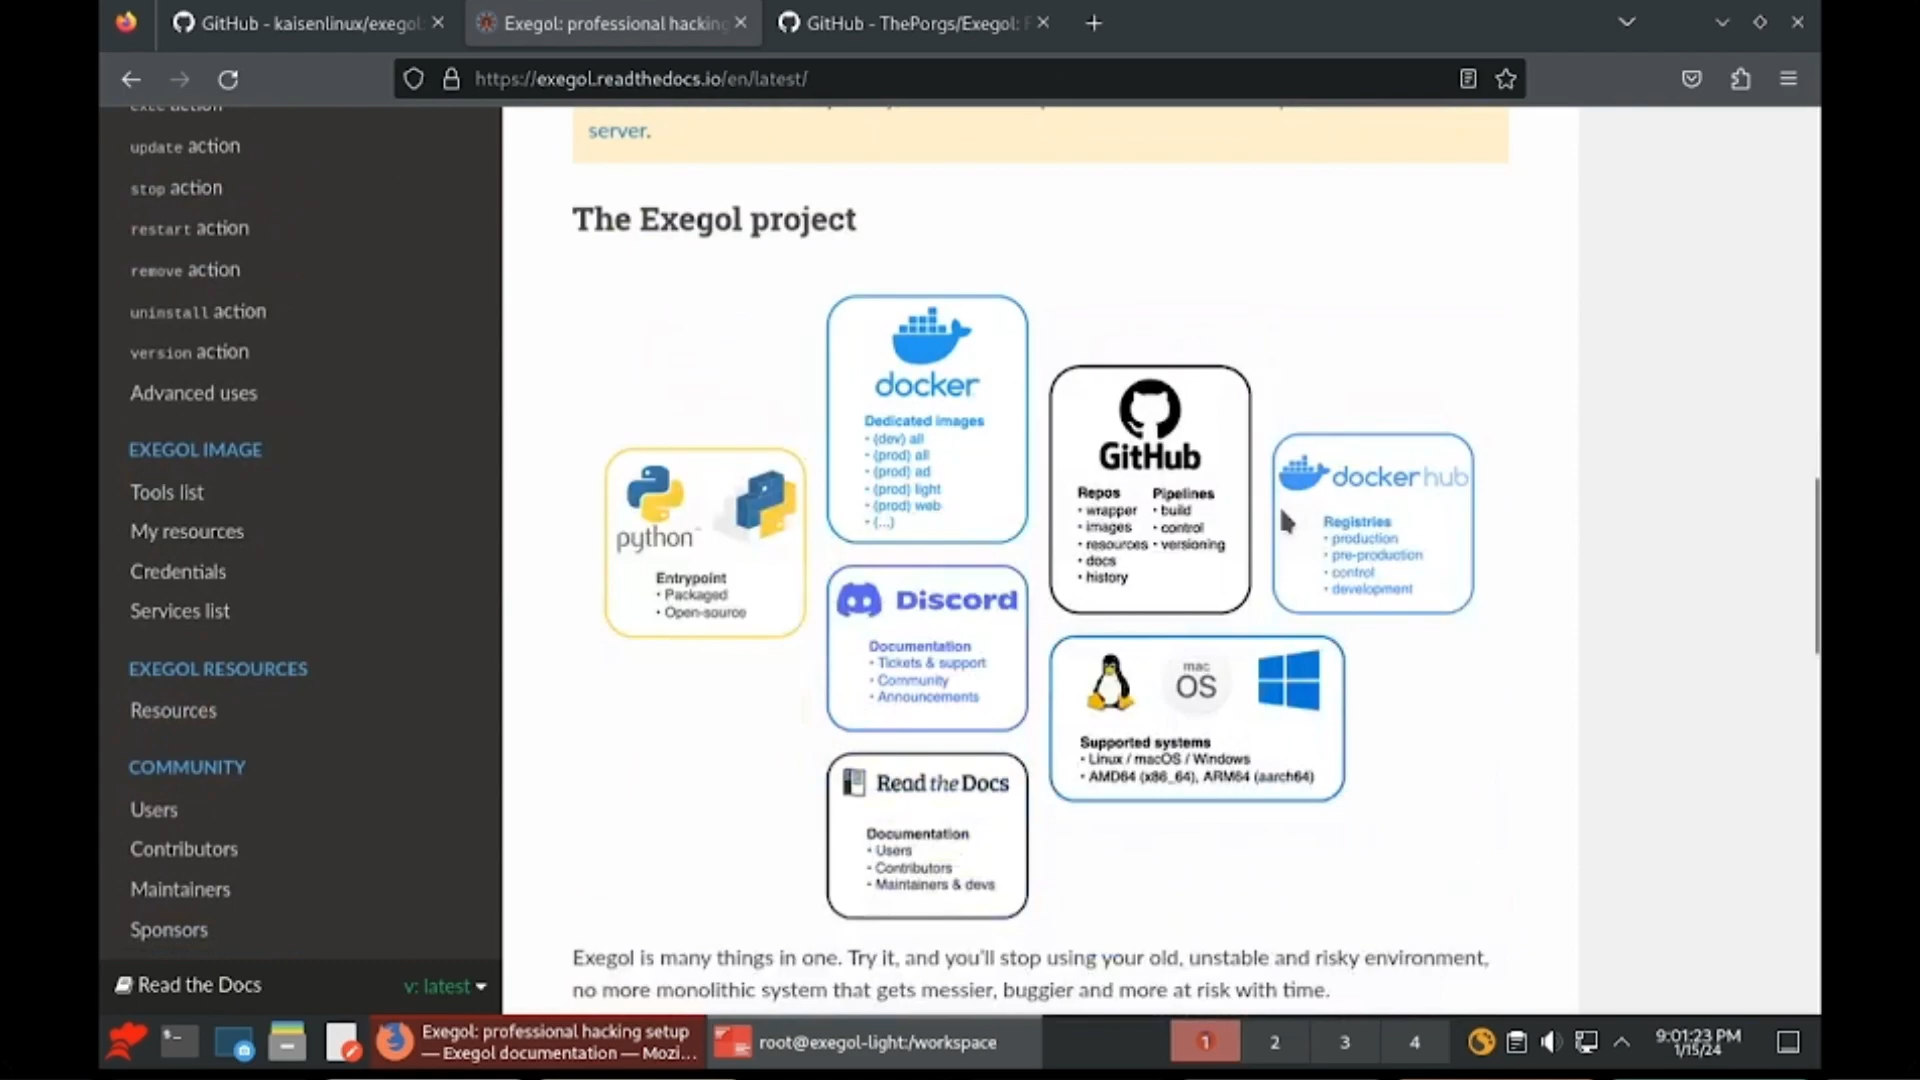 GitHub - kaisenlinux/exegol
Exegol: professional hacking
GitHub - ThePorgs/Exegol: F
https://exegol.readthedocs.io/en/latest/
exec action
update action
stop action
restart action
remove action
uninstall action
version action
Advanced uses
EXEGOL IMAGE
Tools list
My resources
Credentials
Services list
EXEGOL RESOURCES
Resources
COMMUNITY
Users
Contributors
Maintainers
Sponsors
Read the Docs
v: latest
server.
The Exegol project
python
Entrypoint
• Packaged
• Open-source
docker
Dedicated images
• (dev) all
• (prod) all
• (prod) ad
• (prod) light
• (prod) web
• (...)
Discord
Documentation
• Tickets & support
• Community
• Announcements
Read the Docs
Documentation
• Users
• Contributors
• Maintainers & devs
GitHub
Repos
• wrapper
• images
• resources
• docs
• history
Pipelines
• build
• control
• versioning
docker hub
Registries
• production
• pre-production
• control
• development
mac
OS
Supported systems
• Linux / macOS / Windows
• AMD64 (x86_64), ARM64 (aarch64)
Exegol is many things in one. Try it, and you'll stop using your old, unstable and risky environment,
no more monolithic system that gets messier, buggier and more at risk with time.
Exegol: professional hacking setup
— Exegol documentation — Mozi...
root@exegol-light:/workspace
1
2
3
4
9:01:23 PM
1/15/24